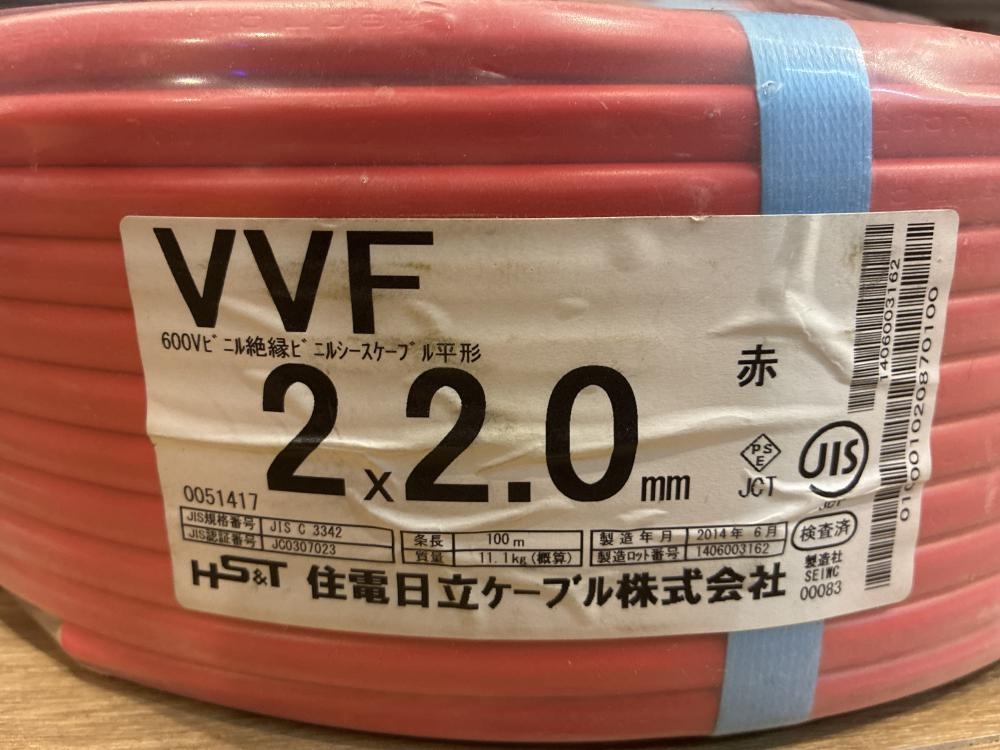 VVF
600Vビニル絶縁ビニルシースケーブル平形
赤
2x2.0mm
0051417
PS
E
JCT
JIS
JCT
JIS規格番号 JIS C 3342
JIS認証番号 JC0307023
条長 100m
質量 11.1kg(概算)
製造年月 2014年6月
製造ロット番号 1406003162
検査済
HS&T 住電日立ケーブル株式会社
製造社
SEIWC
00083
1406003162